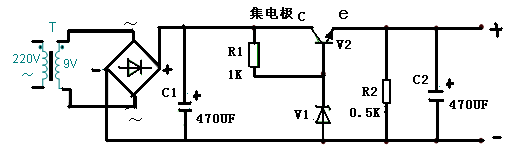 集电极 C e
T
220V
～
9V
～
～
-
+
R1
1K
C1
+
470UF
V2
V1
R2
0.5K
C2
+
470UF
+
-